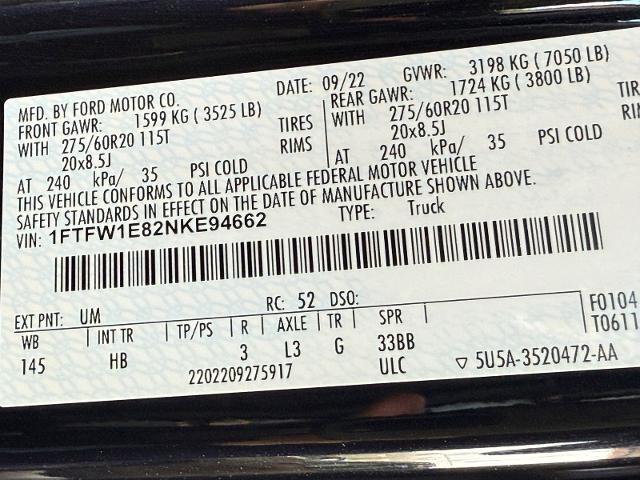 MFD. BY FORD MOTOR CO. DATE: 09/22 GVWR: 3198 KG ( 7050 LB)
FRONT GAWR: 1599 KG ( 3525 LB) REAR GAWR: 1724 KG ( 3800 LB)
WITH 275/60R20 115T TIRES WITH 275/60R20 115T TIR
20x8.5J RIMS 20x8.5J RIM
AT 240 kPa/ 35 PSI COLD AT 240 kPa/ 35 PSI COLD
THIS VEHICLE CONFORMS TO ALL APPLICABLE FEDERAL MOTOR VEHICLE
SAFETY STANDARDS IN EFFECT ON THE DATE OF MANUFACTURE SHOWN ABOVE.
VIN: 1FTFW1E82NKE94662 TYPE: Truck
EXT PNT: UM RC: 52 DSO: F0104
WB INT TR TP/PS R AXLE TR SPR T0611
145 HB 3 L3 G 33BB
2202209275917 ULC ▽ 5U5A-3520472-AA